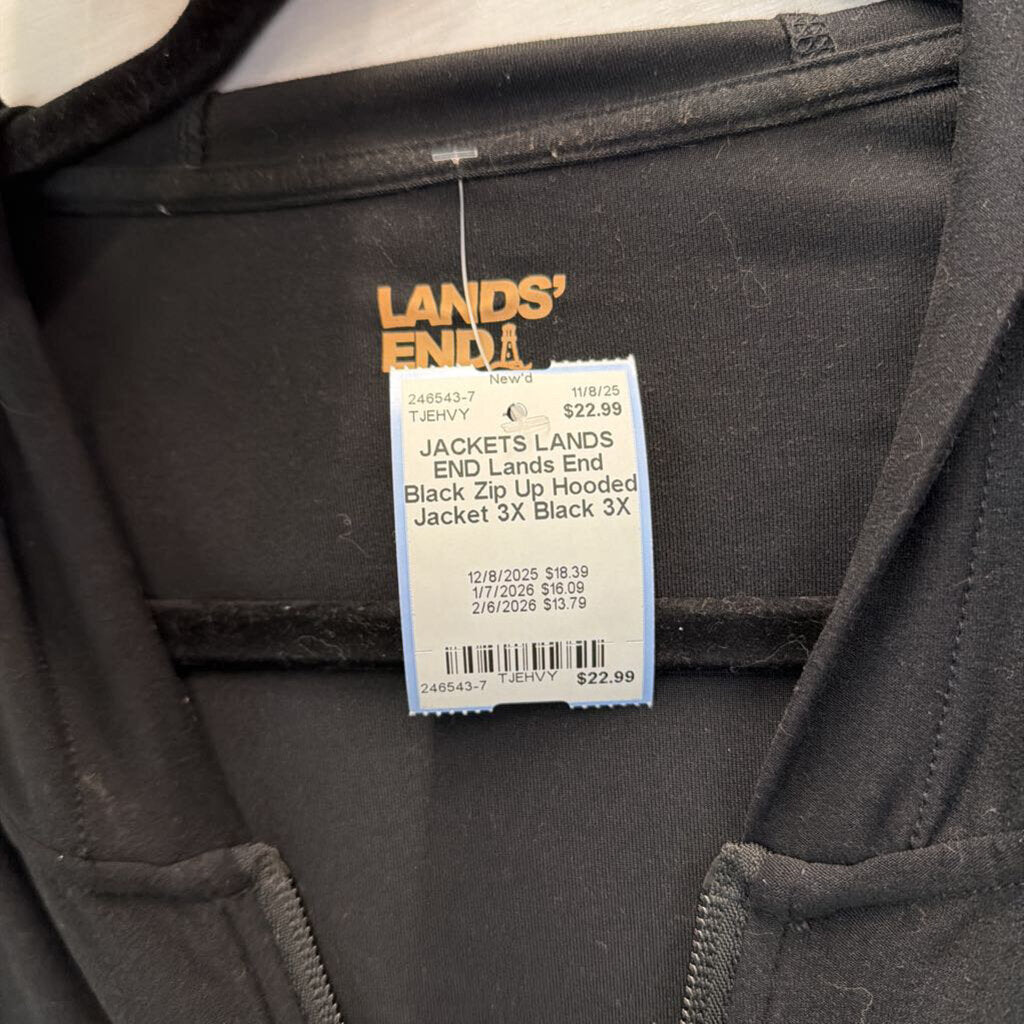 LANDS'
END
New'd
246543-7 11/8/25
TJEHVY $22.99
JACKETS LANDS
END Lands End
Black Zip Up Hooded
Jacket 3X Black 3X
12/8/2025 $18.39
1/7/2026 $16.09
2/6/2026 $13.79
246543-7 TJEHVY $22.99